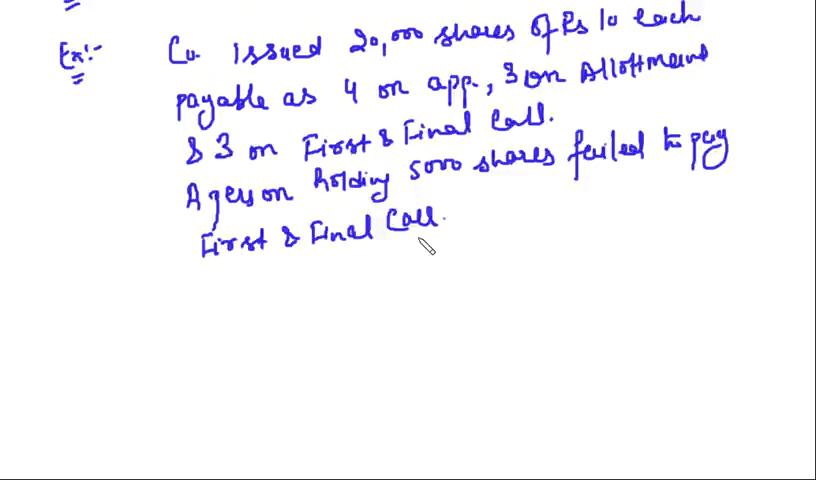 Ex:- Co. issued 20,000 shares of Rs 10 each
payable as 4 on app., 3 on Allotment
& 3 on First & Final Call.
A person holding 5000 shares failed to pay
First & Final Call.